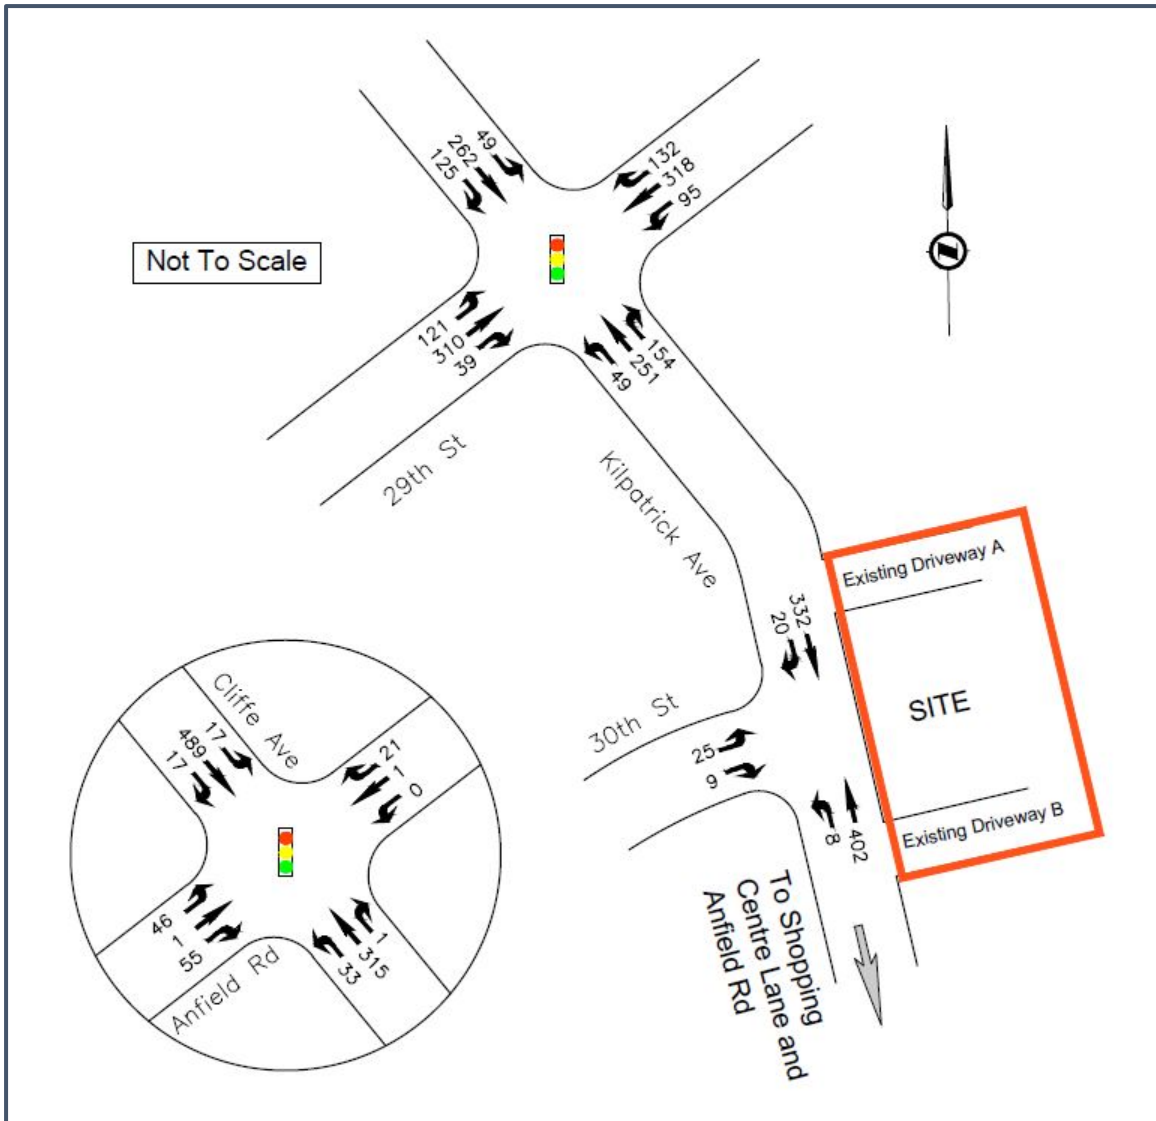 49
262
125
132
318
95
Not To Scale
121
310
39
154
251
49
29th St
Kilpatrick Ave
Existing Driveway A
332
20
SITE
30th St
25
9
8
402
Existing Driveway B
To Shopping
Centre Lane and
Anfield Rd
Cliffe Ave
17
489
17
21
1
0
46
1
55
1
315
33
Anfield Rd